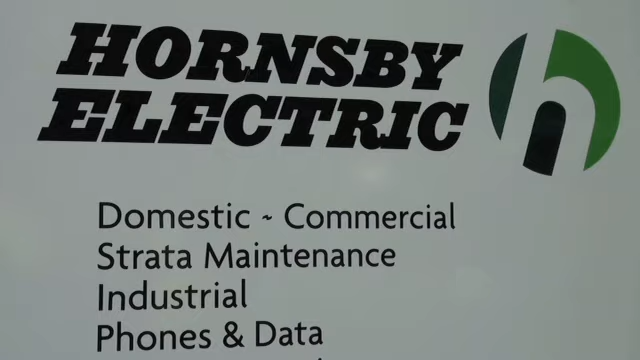 HORNSBY
ELECTRIC
Domestic ~ Commercial
Strata Maintenance
Industrial
Phones & Data